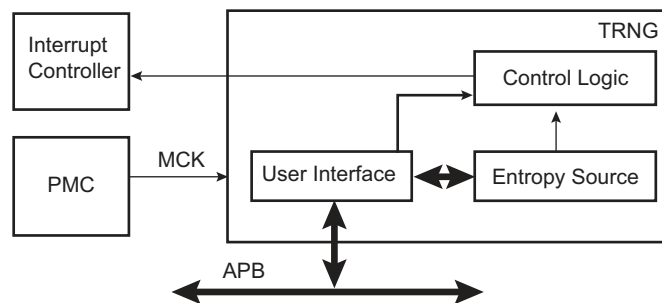 TRNG
Interrupt
Controller
Control Logic
MCK
PMC
User Interface
Entropy Source
APB